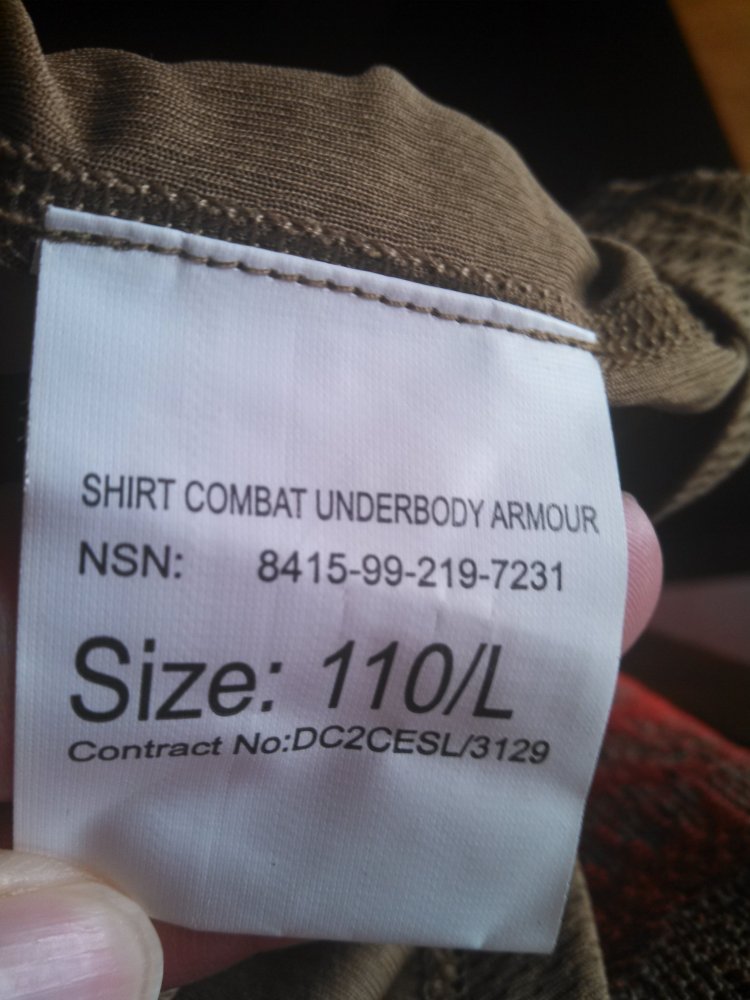 SHIRT COMBAT UNDERBODY ARMOUR
NSN: 8415-99-219-7231
Size: 110/L
Contract No:DC2CESL/3129